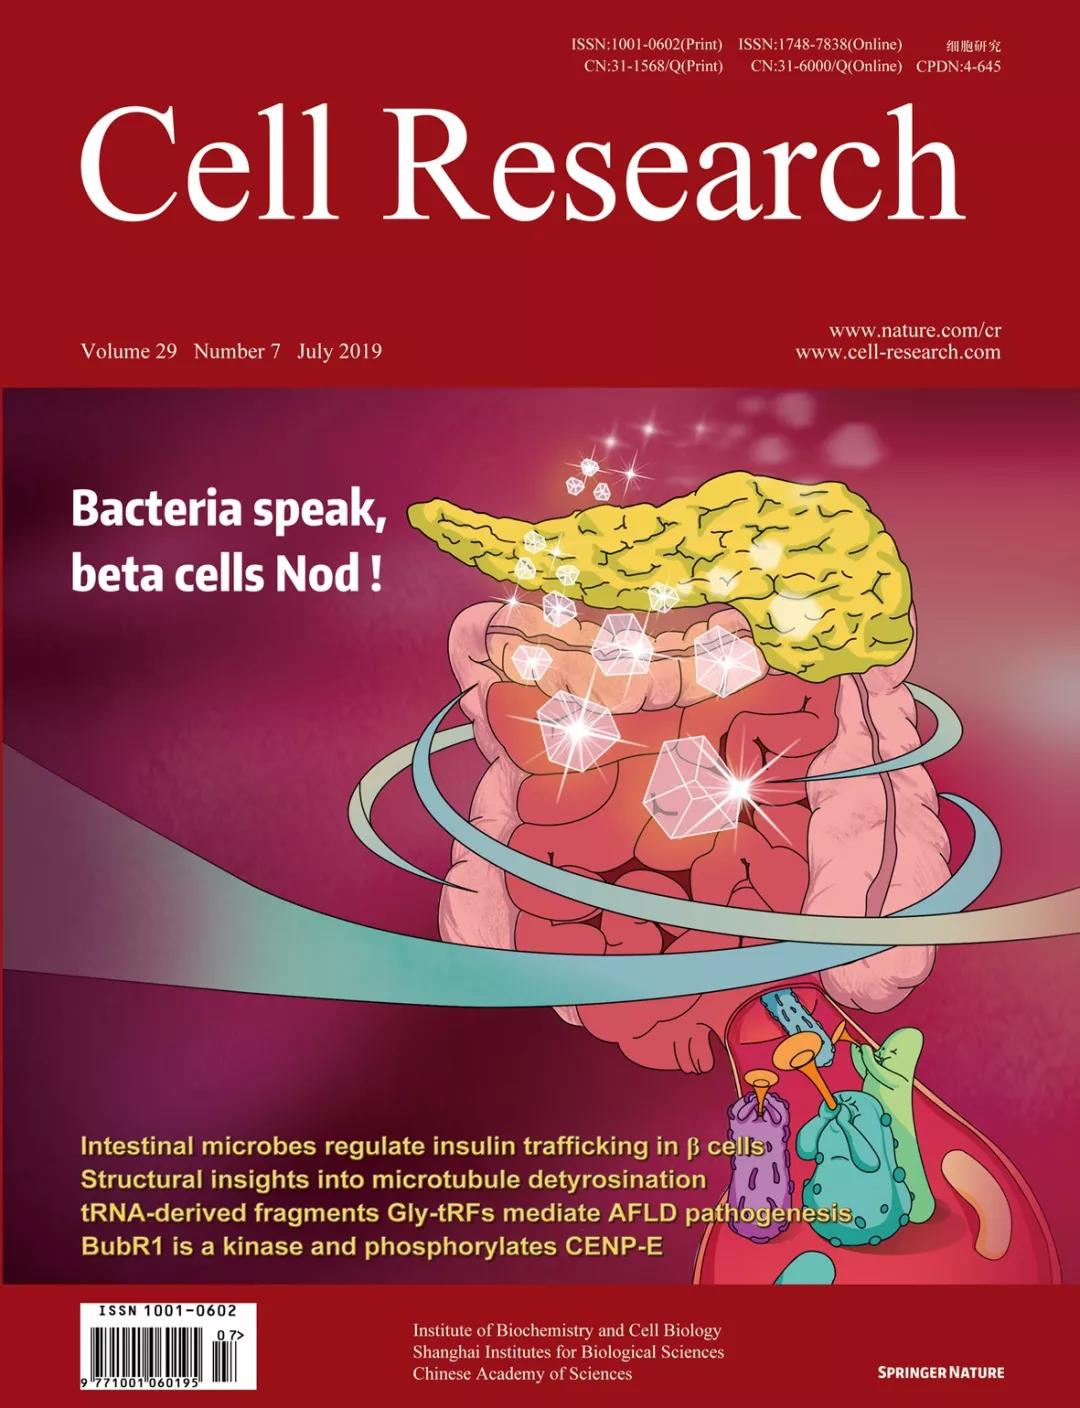 ISSN:1001-0602(Print) ISSN:1748-7838(Online) 细胞研究
CN:31-1568/Q(Print) CN:31-6000/Q(Online) CPDN:4-645
Cell Research
Volume 29 Number 7 July 2019
www.nature.com/cr
www.cell-research.com
Bacteria speak,
beta cells Nod !
Intestinal microbes regulate insulin trafficking in β cells
Structural insights into microtubule detyrosination
tRNA-derived fragments Gly-tRFs mediate AFLD pathogenesis
BubR1 is a kinase and phosphorylates CENP-E
ISSN 1001-0602
07>
9 771001 060195
Institute of Biochemistry and Cell Biology
Shanghai Institutes for Biological Sciences
Chinese Academy of Sciences
SPRINGER NATURE